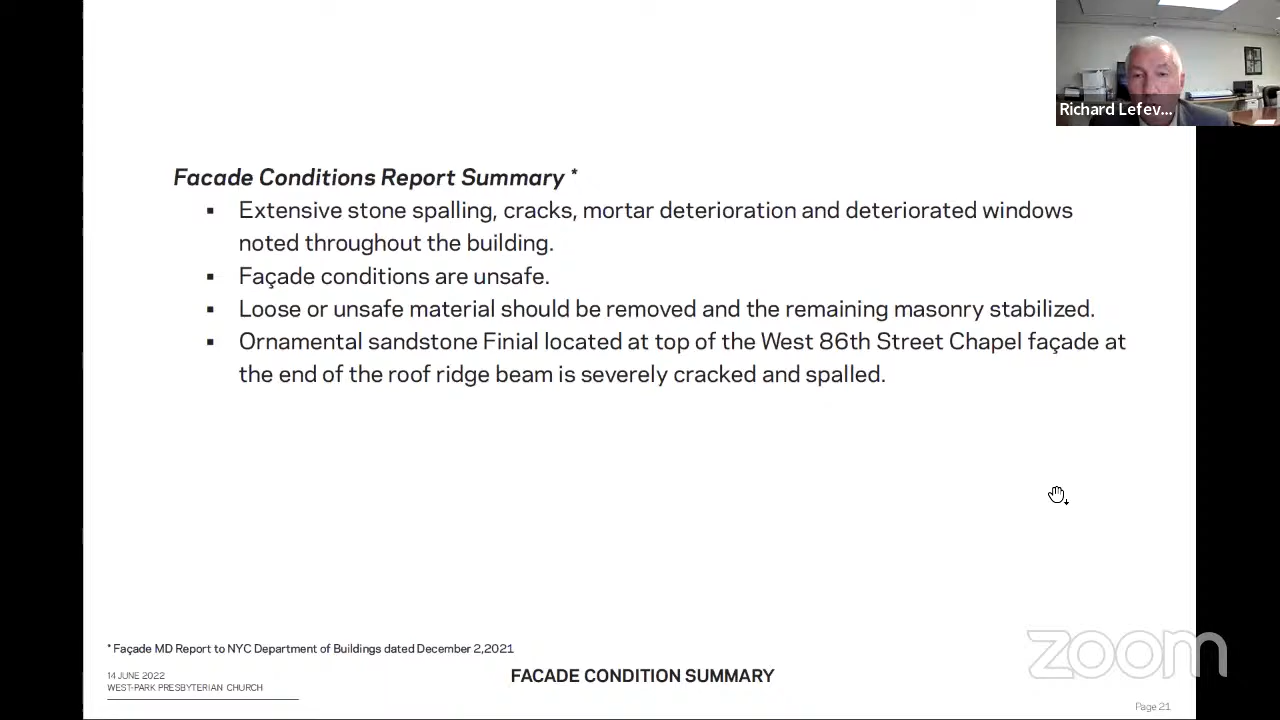 Richard Lefev...
Facade Conditions Report Summary *
▪ Extensive stone spalling, cracks, mortar deterioration and deteriorated windows
noted throughout the building.
▪ Façade conditions are unsafe.
▪ Loose or unsafe material should be removed and the remaining masonry stabilized.
▪ Ornamental sandstone Finial located at top of the West 86th Street Chapel façade at
the end of the roof ridge beam is severely cracked and spalled.
* Façade MD Report to NYC Department of Buildings dated December 2,2021
14 JUNE 2022
WEST-PARK PRESBYTERIAN CHURCH
FACADE CONDITION SUMMARY
zoom
Page 21